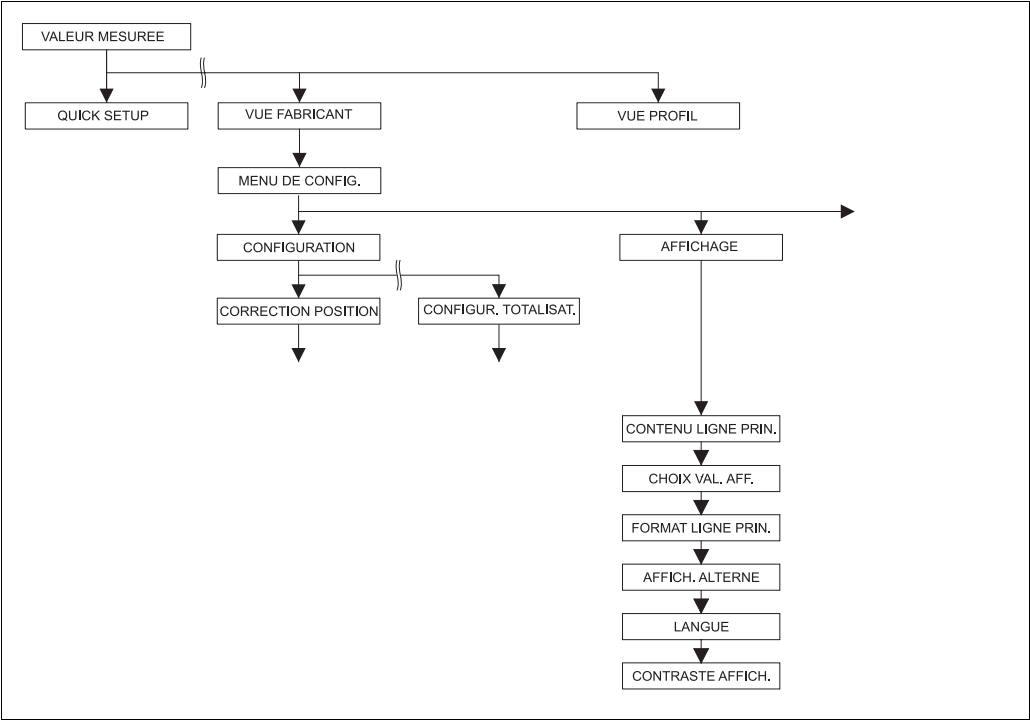 VALEUR MESUREE
QUICK SETUP
VUE FABRICANT
VUE PROFIL
MENU DE CONFIG.
CONFIGURATION
AFFICHAGE
CORRECTION POSITION
CONFIGUR. TOTALISAT.
CONTENU LIGNE PRIN.
CHOIX VAL. AFF.
FORMAT LIGNE PRIN.
AFFICH. ALTERNE
LANGUE
CONTRASTE AFFICH.